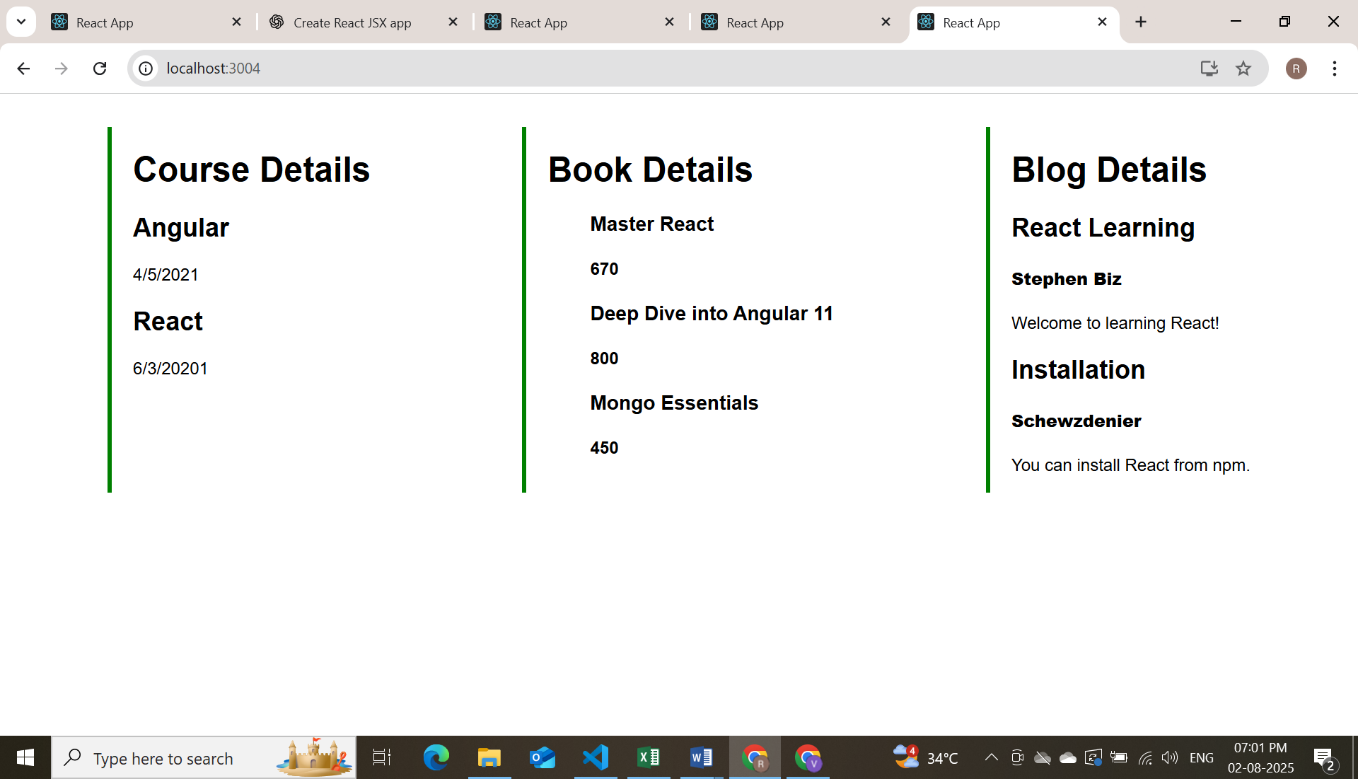 React App
Create React JSX app
React App
React App
React App
localhost:3004
R
Course Details
Angular
4/5/2021
React
6/3/20201
Book Details
Master React
670
Deep Dive into Angular 11
800
Mongo Essentials
450
Blog Details
React Learning
Stephen Biz
Welcome to learning React!
Installation
Schewzdenier
You can install React from npm.
Type here to search
R
V
4
34°C
ENG
07:01 PM
02-08-2025
2